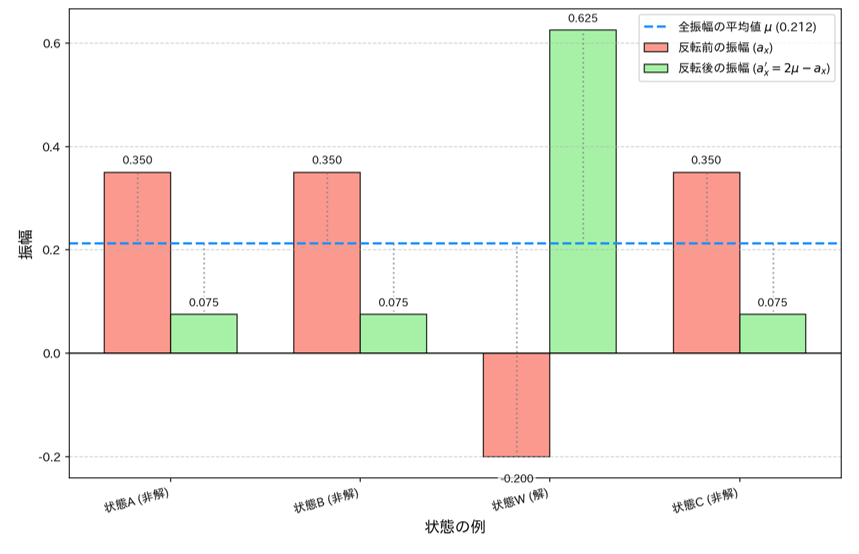 0.625
全振幅の平均値 μ (0.212)
反転前の振幅 (aₓ)
反転後の振幅 (a′ₓ = 2μ − aₓ)
0.6
0.4
0.2
0.0
-0.2
振幅
0.350
0.075
0.350
0.075
-0.200
0.350
0.075
状態A (非解)
状態B (非解)
状態W (解)
状態C (非解)
状態の例